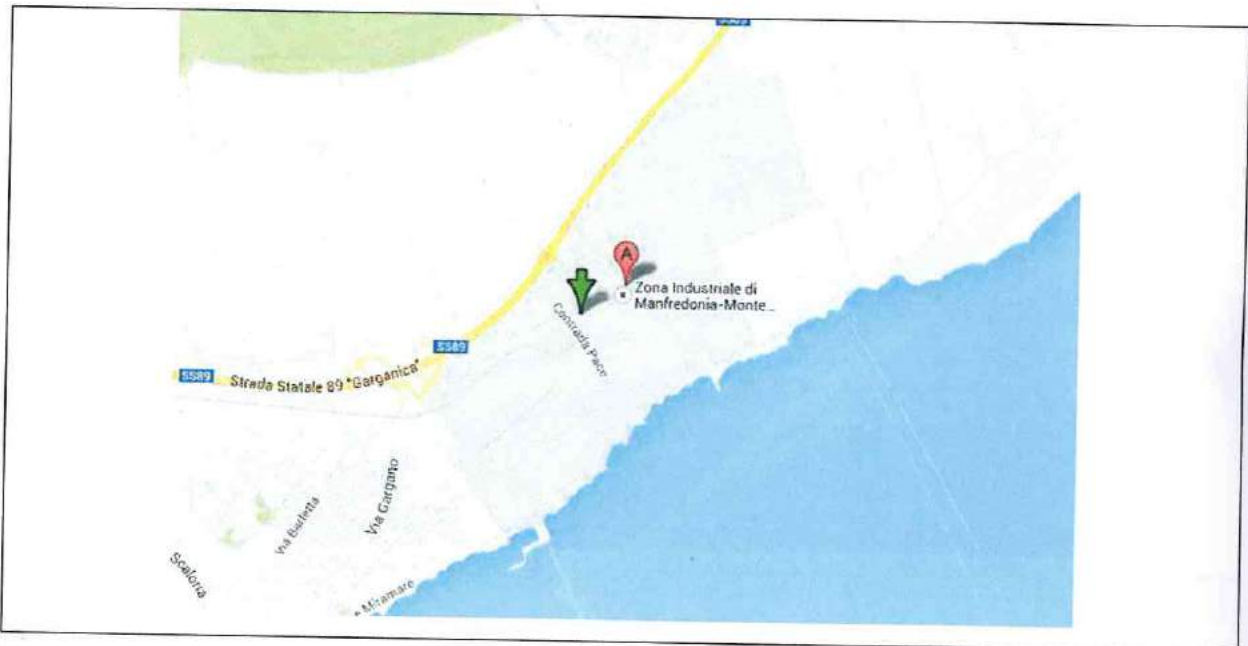 SS89
A
Zona Industriale di
Manfredonia-Monte...
Contrada Pace
SS89
SS89
Strada Statale 89 "Garganica"
Via Gargano
Via Barletta
Scaloria
Miramare